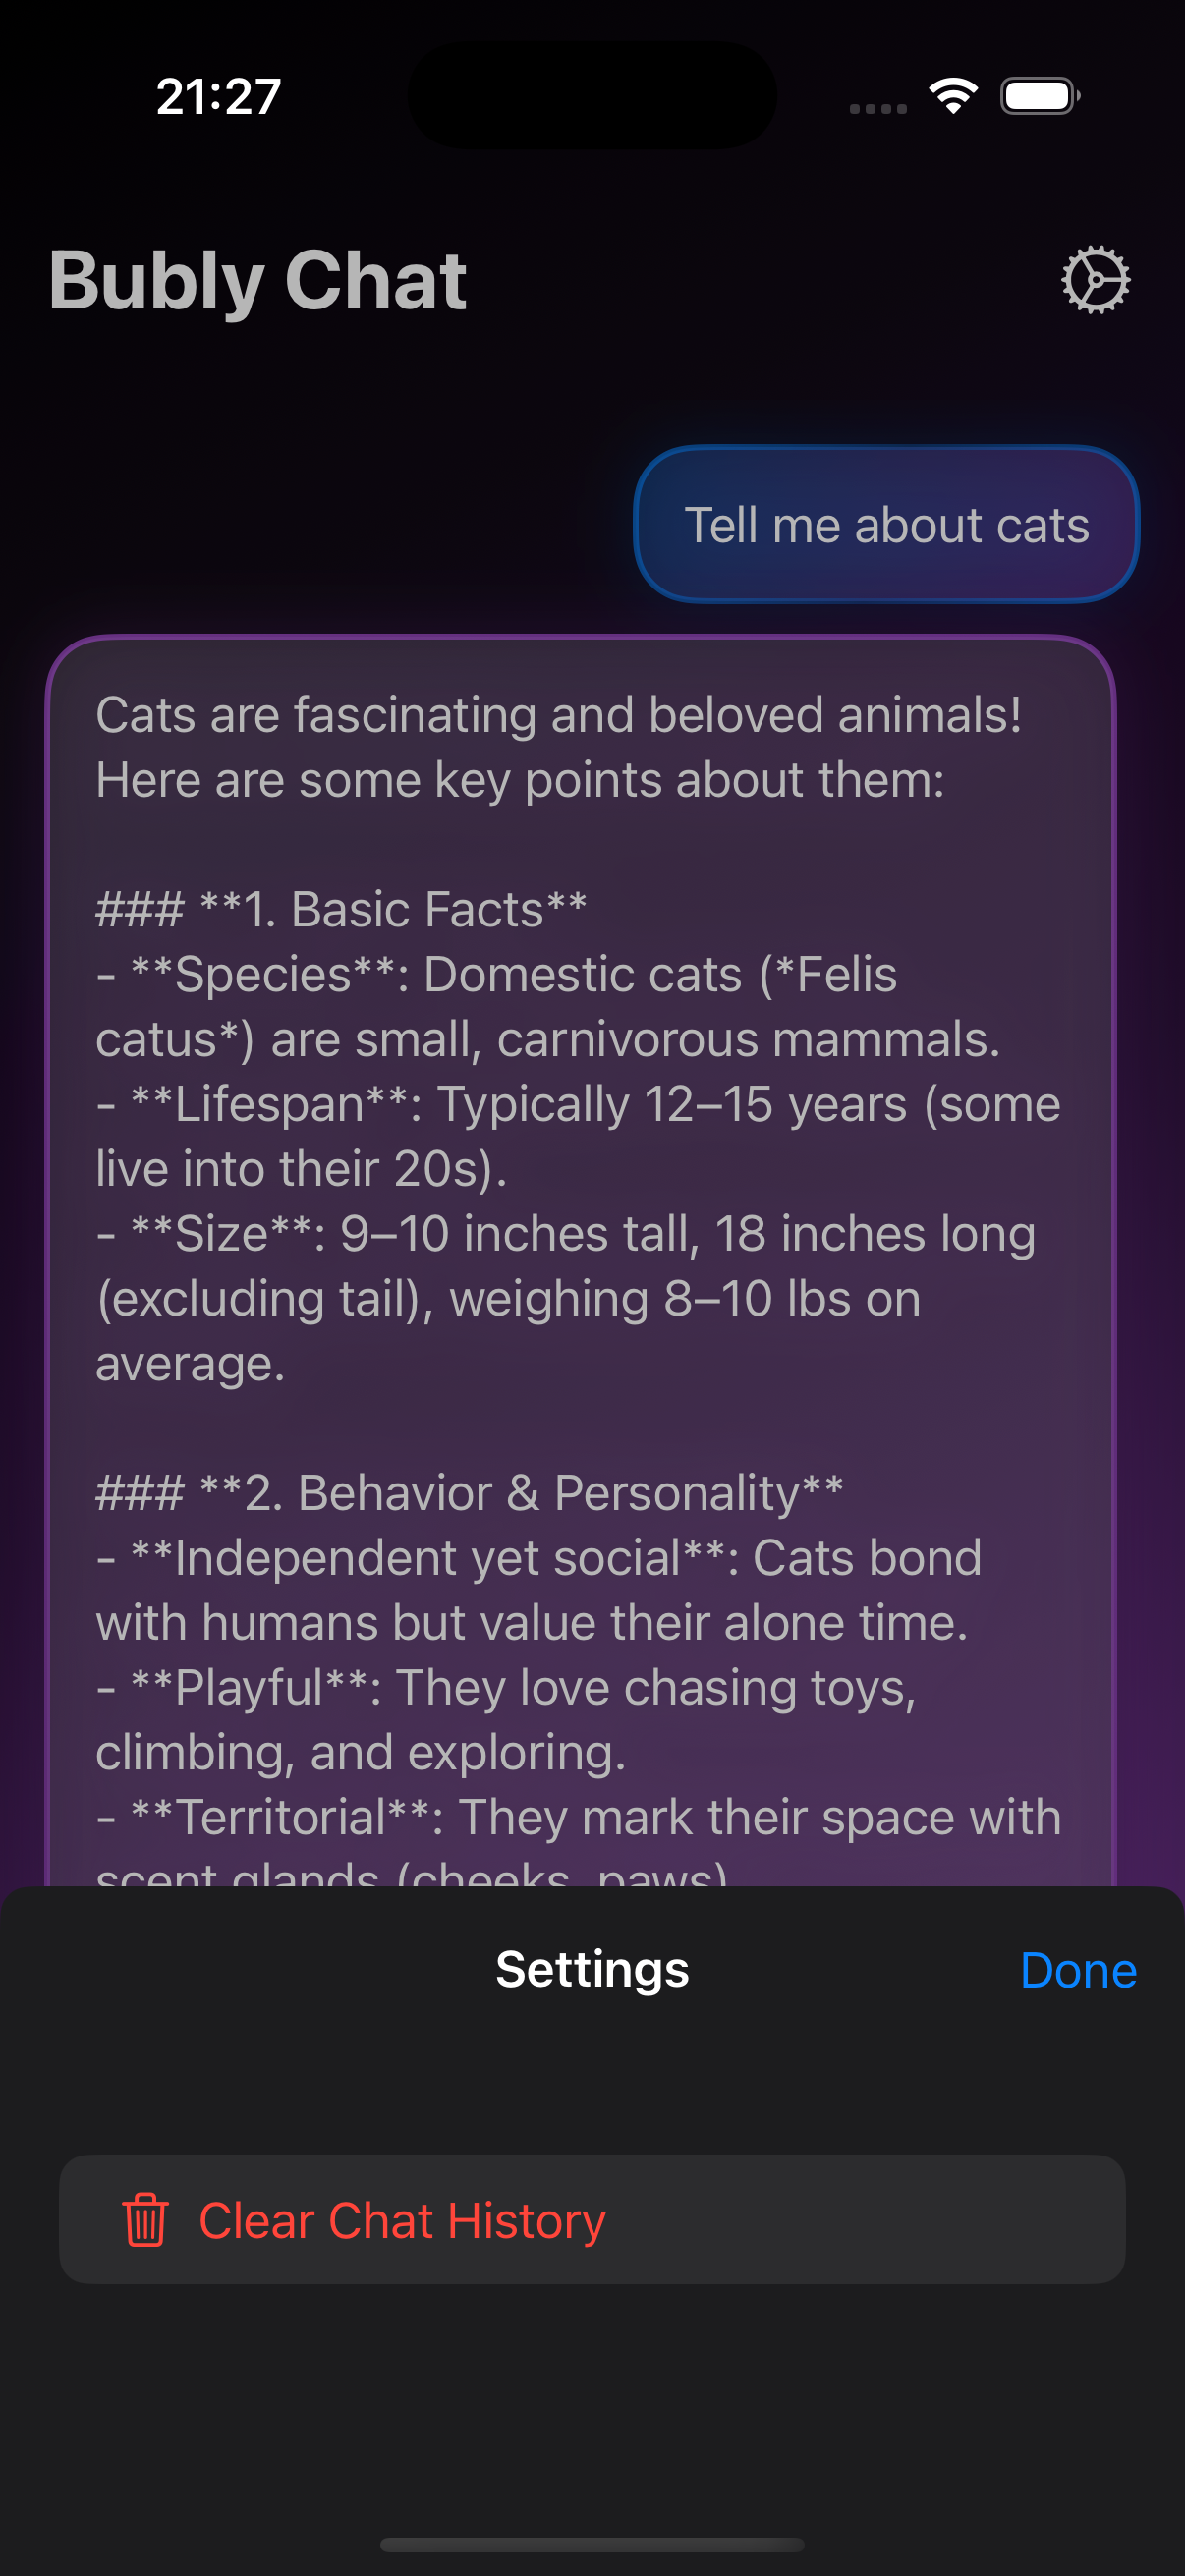 21:27
Bubly Chat
Tell me about cats
Cats are fascinating and beloved animals!
Here are some key points about them:
### **1. Basic Facts**
- **Species**: Domestic cats (*Felis
catus*) are small, carnivorous mammals.
- **Lifespan**: Typically 12–15 years (some
live into their 20s).
- **Size**: 9–10 inches tall, 18 inches long
(excluding tail), weighing 8–10 lbs on
average.
### **2. Behavior & Personality**
- **Independent yet social**: Cats bond
with humans but value their alone time.
- **Playful**: They love chasing toys,
climbing, and exploring.
- **Territorial**: They mark their space with
scent glands (cheeks, paws)
Settings
Done
Clear Chat History